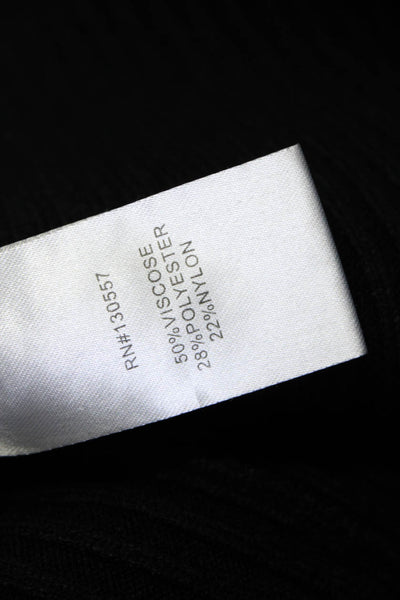 RN#130557
50%VISCOSE
28%POLYESTER
22%NYLON